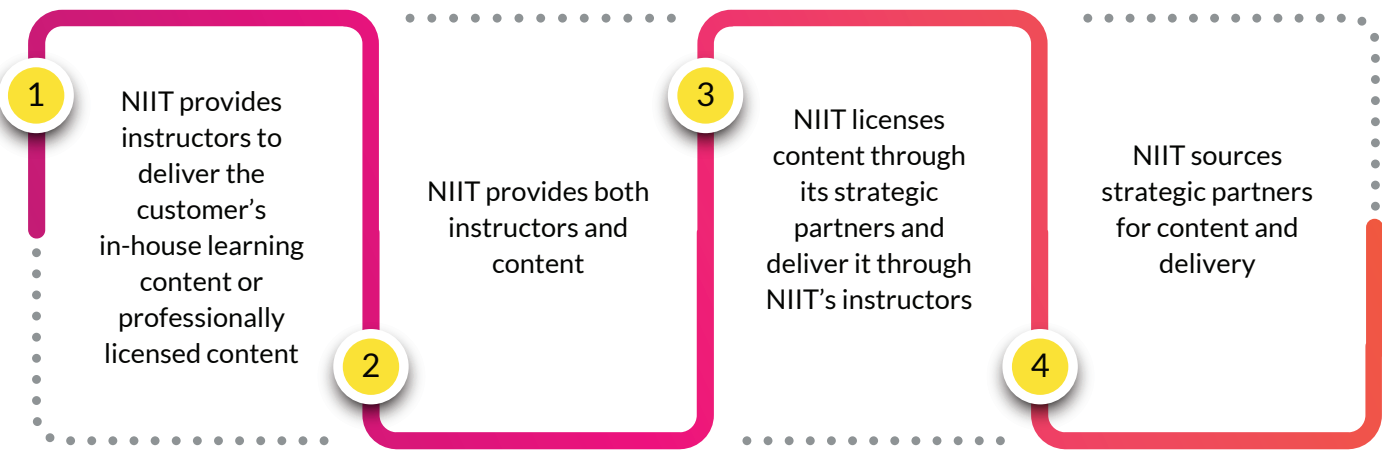 1
NIIT provides
instructors to
deliver the
customer’s
in-house learning
content or
professionally
licensed content
2
NIIT provides both
instructors and
content
3
NIIT licenses
content through
its strategic
partners and
deliver it through
NIIT’s instructors
4
NIIT sources
strategic partners
for content and
delivery